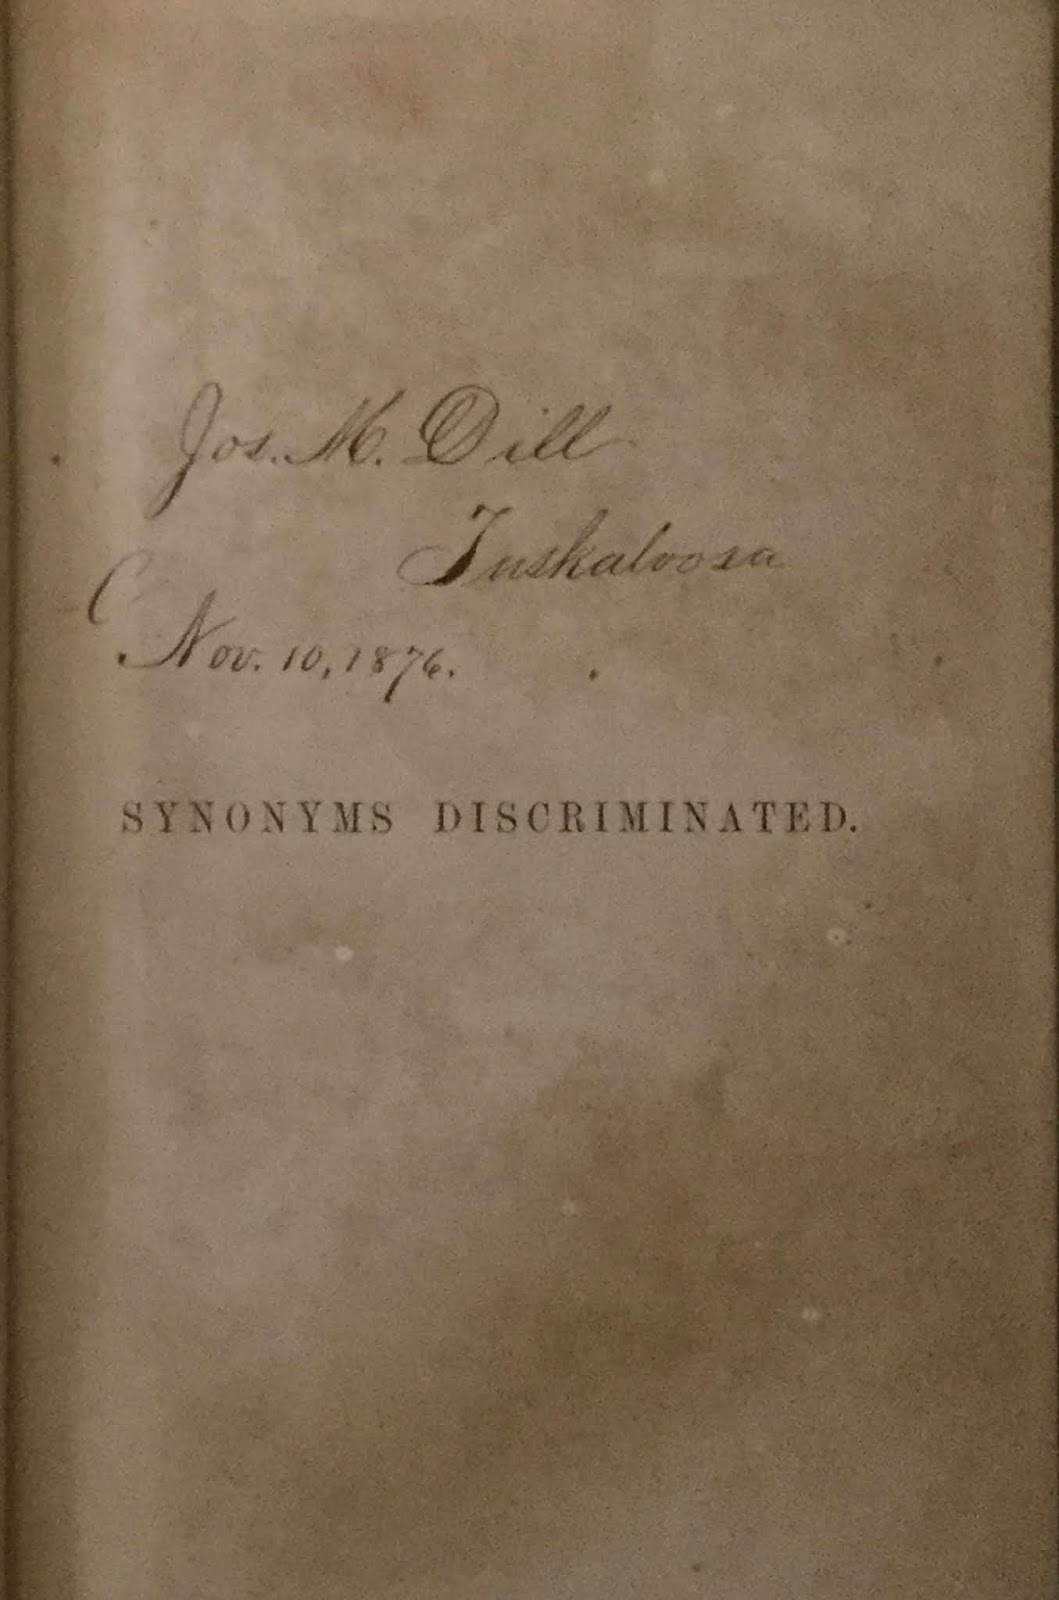 Jos. M. Dill
Tuskaloosa
Nov. 10, 1876.
SYNONYMS DISCRIMINATED.